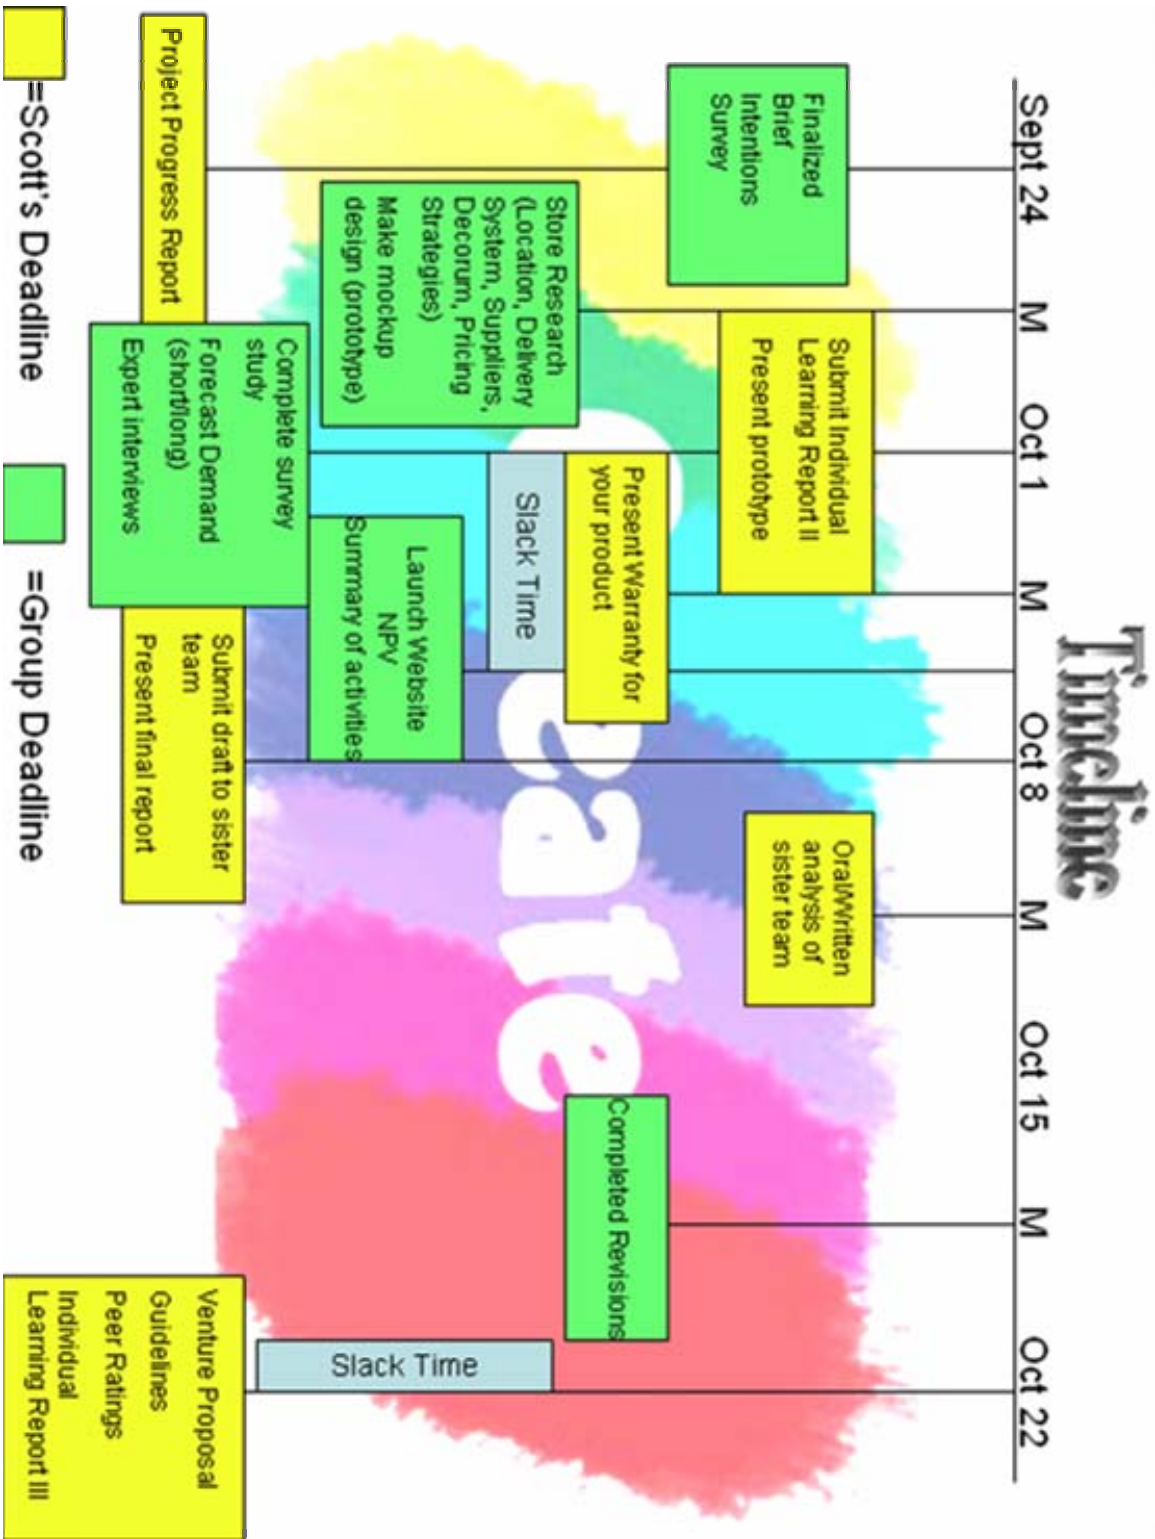 Timeline
Sept 24
M
Oct 1
M
Oct 8
M
Oct 15
M
Oct 22
Finalized
Brief
Intentions
Survey
Submit Individual
Learning Report II
Present prototype
Oral/Written
analysis of
sister team
Present Warranty for
your product
Completed Revisions
Store Research
(Location, Delivery
System, Suppliers,
Decorum, Pricing
Strategies)
Make mockup
design (prototype)
Slack Time
eate
Launch Website
NPV
Summary of activities
Slack Time
Project Progress Report
Complete survey
study
Forecast Demand
(short/long)
Expert interviews
Submit draft to sister
team
Present final report
Venture Proposal
Guidelines
Peer Ratings
Individual
Learning Report III
=Scott's Deadline
=Group Deadline